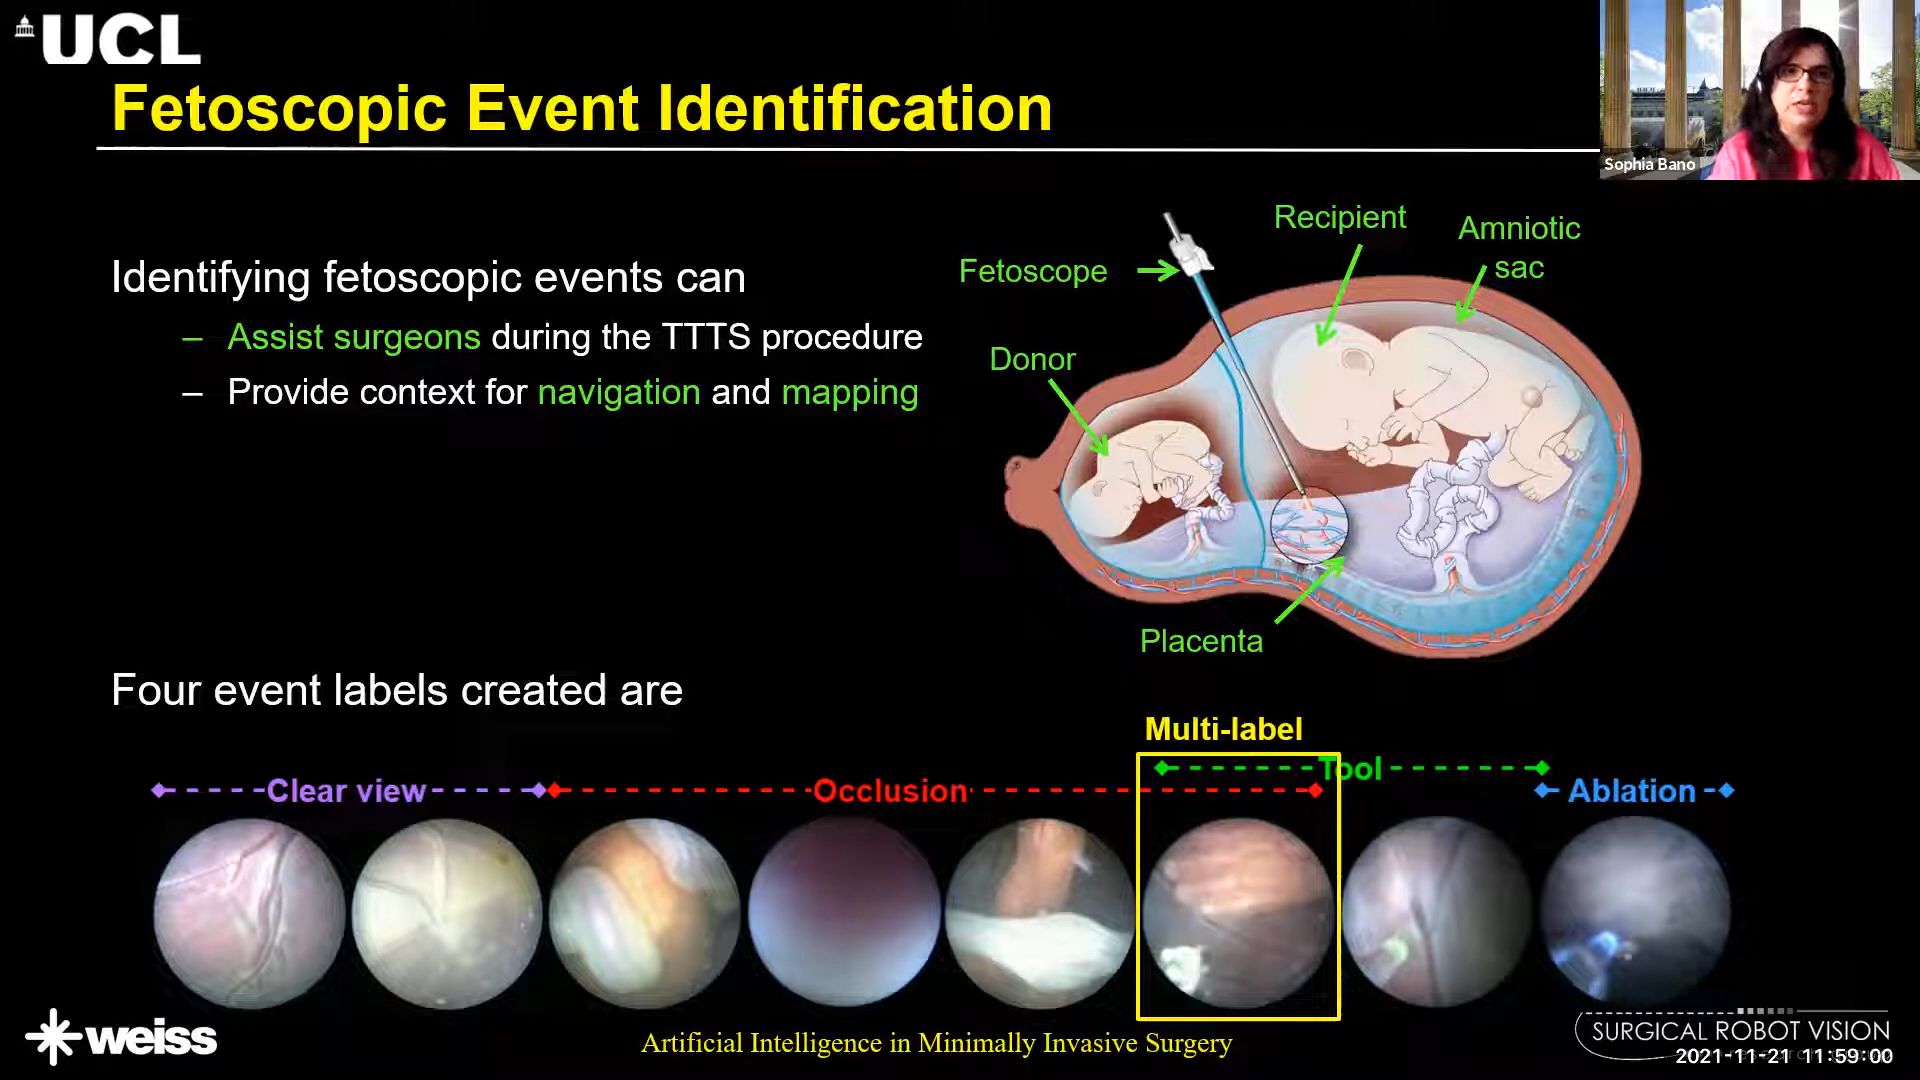 UCL
Fetoscopic Event Identification
Sophia Bano
Identifying fetoscopic events can
– Assist surgeons during the TTTS procedure
– Provide context for navigation and mapping
Recipient
Amniotic
sac
Fetoscope
Donor
Placenta
Four event labels created are
Multi-label
Clear view
Occlusion
Tool
Ablation
weiss
Artificial Intelligence in Minimally Invasive Surgery
SURGICAL ROBOT VISION
2021-11-21 11:59:00